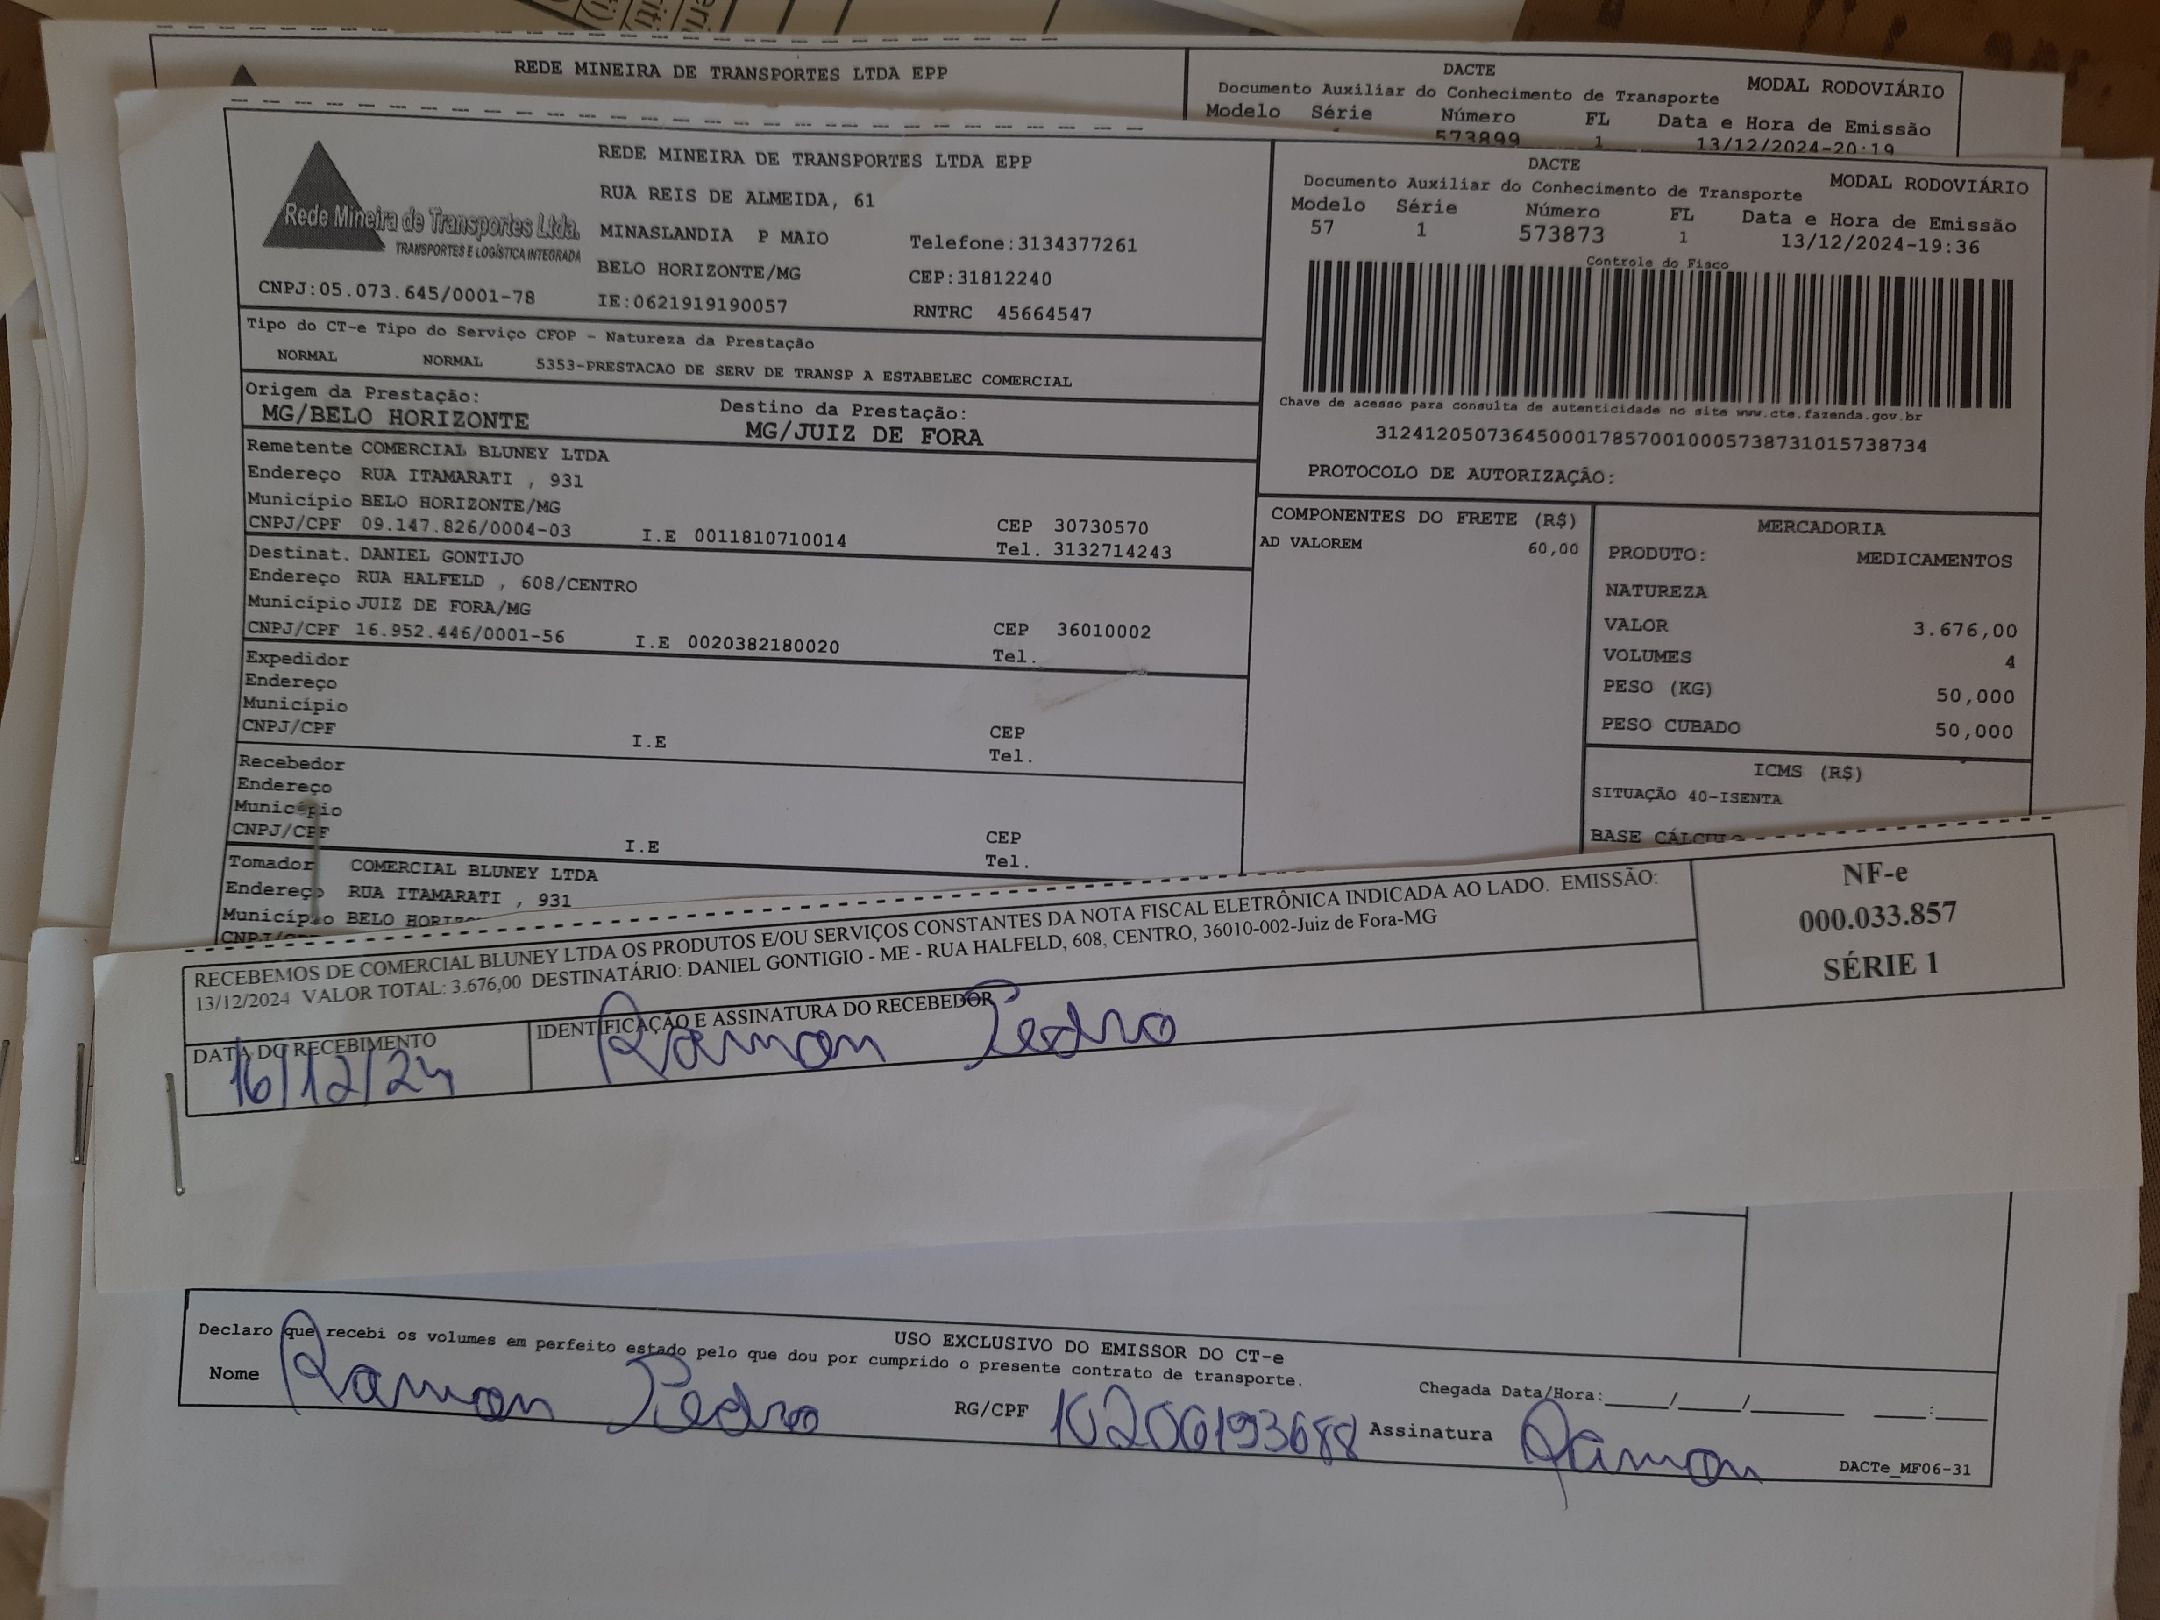 REDE MINEIRA DE TRANSPORTES LTDA EPP
DACTE
MODAL RODOVIÁRIO
Documento Auxiliar do Conhecimento de Transporte
Modelo Série Número FL Data e Hora de Emissão
573899 1 13/12/2024-20:19
REDE MINEIRA DE TRANSPORTES LTDA EPP
RUA REIS DE ALMEIDA, 61
MINASLANDIA P MAIO Telefone:3134377261
BELO HORIZONTE/MG CEP:31812240
IE:0621919190057 RNTRC 45664547
Rede Mineira de Transportes Ltda.
TRANSPORTES E LOGÍSTICA INTEGRADA
CNPJ:05.073.645/0001-78
DACTE
MODAL RODOVIÁRIO
Documento Auxiliar do Conhecimento de Transporte
Modelo Série Número FL Data e Hora de Emissão
57 1 573873 1 13/12/2024-19:36
Controle do Fisco
Chave de acesso para consulta de autenticidade no site www.cte.fazenda.gov.br
31241205073645000178570010005738731015738734
PROTOCOLO DE AUTORIZAÇÃO:
Tipo do CT-e Tipo do Serviço CFOP - Natureza da Prestação
NORMAL NORMAL 5353-PRESTACAO DE SERV DE TRANSP A ESTABELEC COMERCIAL
Origem da Prestação: Destino da Prestação:
MG/BELO HORIZONTE MG/JUIZ DE FORA
Remetente COMERCIAL BLUNEY LTDA
Endereço RUA ITAMARATI , 931
Município BELO HORIZONTE/MG CEP 30730570
CNPJ/CPF 09.147.826/0004-03 I.E 0011810710014 Tel. 3132714243
Destinat. DANIEL GONTIJO
Endereço RUA HALFELD , 608/CENTRO
Município JUIZ DE FORA/MG CEP 36010002
CNPJ/CPF 16.952.446/0001-56 I.E 0020382180020 Tel.
Expedidor
Endereço
Município CEP
CNPJ/CPF I.E Tel.
Recebedor
Endereço
Município CEP
CNPJ/CPF I.E Tel.
Tomador COMERCIAL BLUNEY LTDA
Endereço RUA ITAMARATI , 931
Município BELO
COMPONENTES DO FRETE (R$)
AD VALOREM 60,00
MERCADORIA
PRODUTO: MEDICAMENTOS
NATUREZA
VALOR 3.676,00
VOLUMES 4
PESO (KG) 50,000
PESO CUBADO 50,000
ICMS (R$)
SITUAÇÃO 40-ISENTA
BASE CÁLCULO
RECEBEMOS DE COMERCIAL BLUNEY LTDA OS PRODUTOS E/OU SERVIÇOS CONSTANTES DA NOTA FISCAL ELETRÔNICA INDICADA AO LADO. EMISSÃO:
13/12/2024 VALOR TOTAL: 3.676,00 DESTINATÁRIO: DANIEL GONTIGIO - ME - RUA HALFELD, 608, CENTRO, 36010-002-Juiz de Fora-MG
NF-e
000.033.857
SÉRIE 1
DATA DO RECEBIMENTO IDENTIFICAÇÃO E ASSINATURA DO RECEBEDOR
16/12/24 Ramon Pedro
USO EXCLUSIVO DO EMISSOR DO CT-e
Declaro que recebi os volumes em perfeito estado pelo que dou por cumprido o presente contrato de transporte.
Chegada Data/Hora:_____/_____/_______ ____:____
Nome Ramon Pedro RG/CPF 10206193688 Assinatura Ramon
DACTe_MF06-31